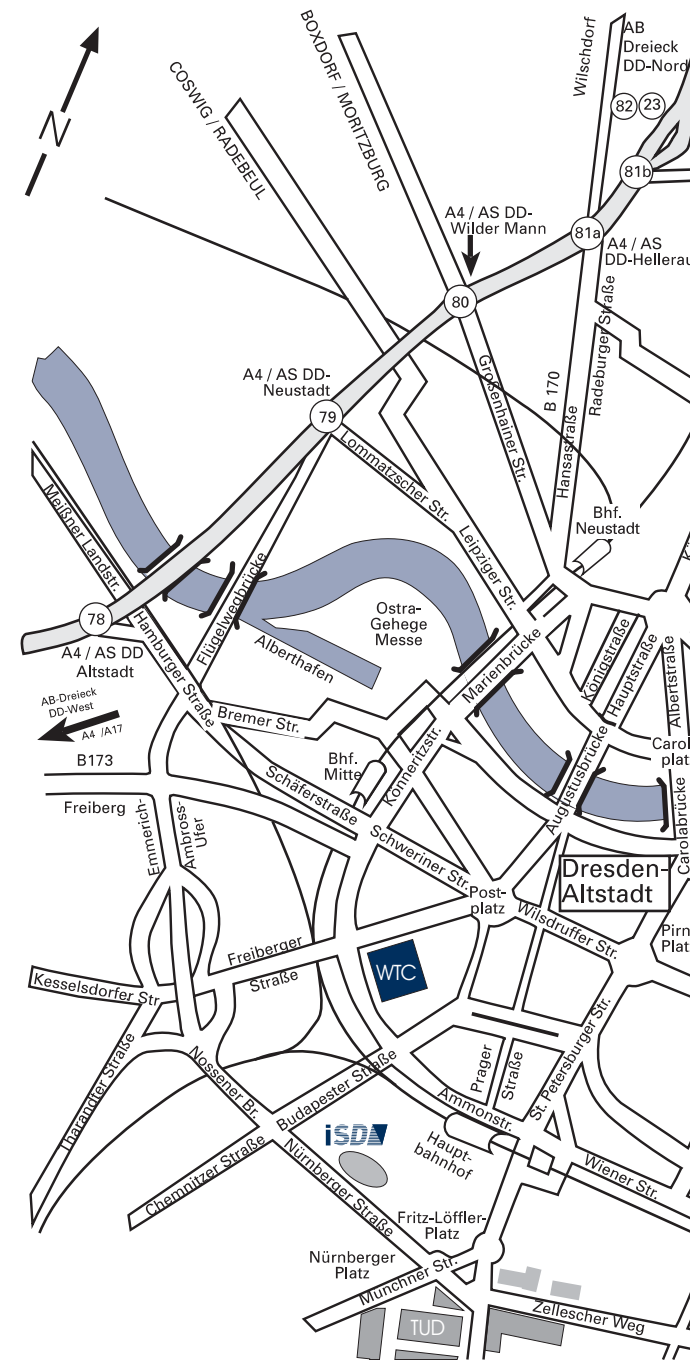 N
BOXDORF / MORITZBURG
COSWIG / RADEBEUL
Wilschdorf
AB
Dreieck
DD-Nord
82
23
81b
A4 / AS DD-
Wilder Mann
81a
A4 / AS
DD-Hellerau
80
Großenhainer Str.
B 170
Hansastraße
Radeburger Straße
A4 / AS DD-
Neustadt
79
Lommatzscher Str.
Leipziger Str.
Bhf.
Neustadt
Meißner Landstr.
78
A4 / AS DD
Altstadt
Hamburger Straße
Flügelwegbrücke
Alberthafen
Ostra-
Gehege
Messe
Marienbrücke
Königstraße
Hauptstraße
Albertstraße
AB-Dreieck
DD-West
A4 /A17
Bremer Str.
B173
Freiberg
Bhf.
Mitte
Könneritzstr.
Augustusbrücke
Carolabrücke
Emmerich-
Ambross-
Ufer
Schäferstraße
Schweriner Str.
Post-
platz
Dresden-
Altstadt
Wilsdruffer Str.
Freiberger
Straße
WTC
Kesselsdorfer Str.
Tharandter Straße
Nossener Br.
Budapester Straße
Prager
Straße
St. Petersburger Str.
Ammonstr.
iSD
Haupt-
bahnhof
Wiener Str.
Chemnitzer Straße
Nürnberger Straße
Fritz-Löffler-
Platz
Nürnberger
Platz
Münchner Str.
Zellescher Weg
TUD